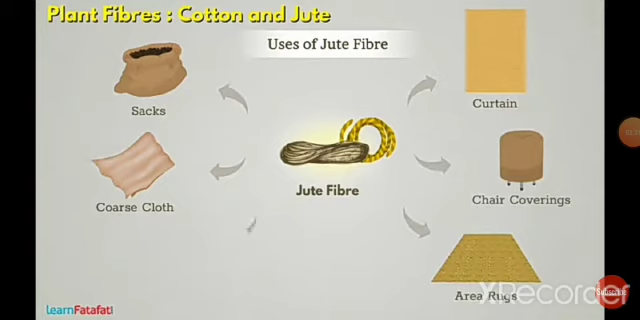 Plant Fibres : Cotton and Jute
Uses of Jute Fibre
Sacks
Curtain
Coarse Cloth
Jute Fibre
Chair Coverings
Area Rugs
XRecorder
LearnFatafat